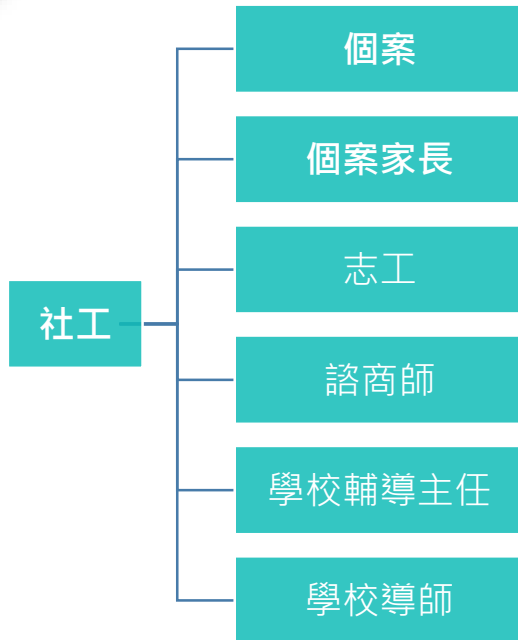 社工
個案
個案家長
志工
諮商師
學校輔導主任
學校導師